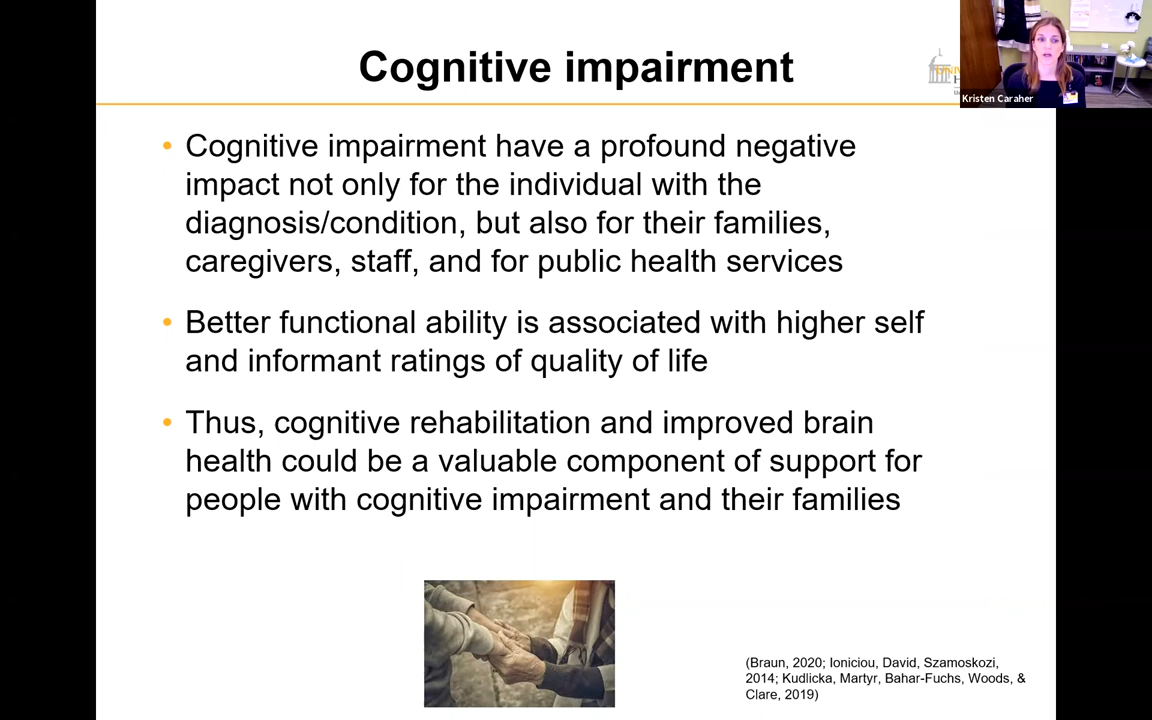 Cognitive impairment
Kristen Caraher
• Cognitive impairment have a profound negative
impact not only for the individual with the
diagnosis/condition, but also for their families,
caregivers, staff, and for public health services
• Better functional ability is associated with higher self
and informant ratings of quality of life
• Thus, cognitive rehabilitation and improved brain
health could be a valuable component of support for
people with cognitive impairment and their families
(Braun, 2020; Ioniciou, David, Szamoskozi,
2014; Kudlicka, Martyr, Bahar-Fuchs, Woods, &
Clare, 2019)